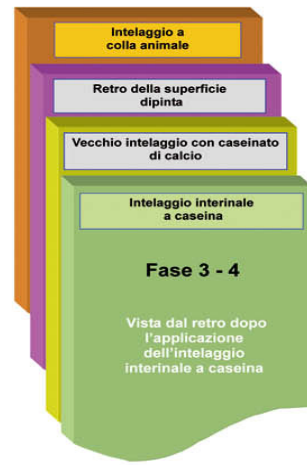 Intelaggio a
colla animale
Retro della superficie
dipinta
Vecchio intelaggio con caseinato
di calcio
Intelaggio interinale
a caseina
Fase 3 - 4
Vista dal retro dopo
l'applicazione
dell'intelaggio
interinale a caseina